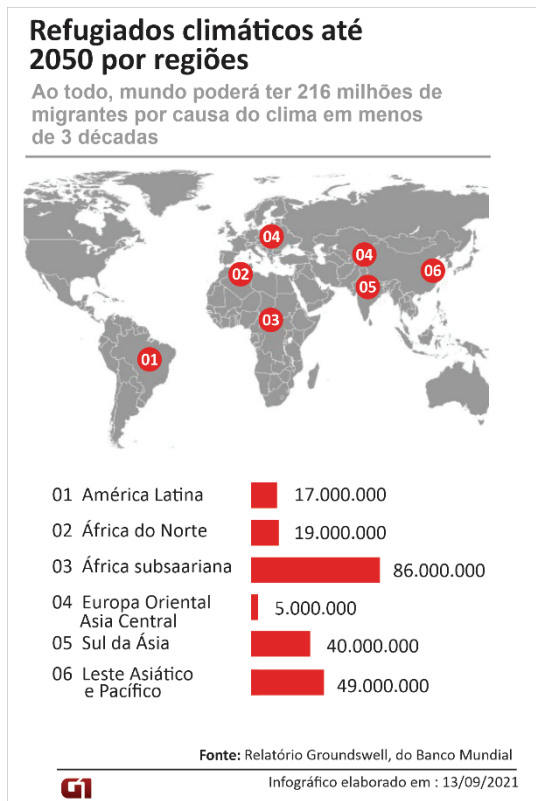 Refugiados climáticos até
2050 por regiões
Ao todo, mundo poderá ter 216 milhões de
migrantes por causa do clima em menos
de 3 décadas
04
04
06
02
05
03
01
01 América Latina 17.000.000
02 África do Norte 19.000.000
03 África subsaariana 86.000.000
04 Europa Oriental 5.000.000
Asia Central
05 Sul da Ásia 40.000.000
06 Leste Asiático 49.000.000
e Pacífico
Fonte: Relatório Groundswell, do Banco Mundial
G1
Infográfico elaborado em : 13/09/2021